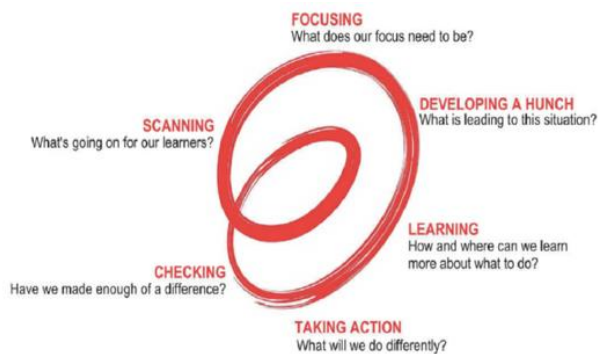 FOCUSING
What does our focus need to be?
DEVELOPING A HUNCH
What is leading to this situation?
SCANNING
What's going on for our learners?
LEARNING
How and where can we learn
more about what to do?
CHECKING
Have we made enough of a difference?
TAKING ACTION
What will we do differently?